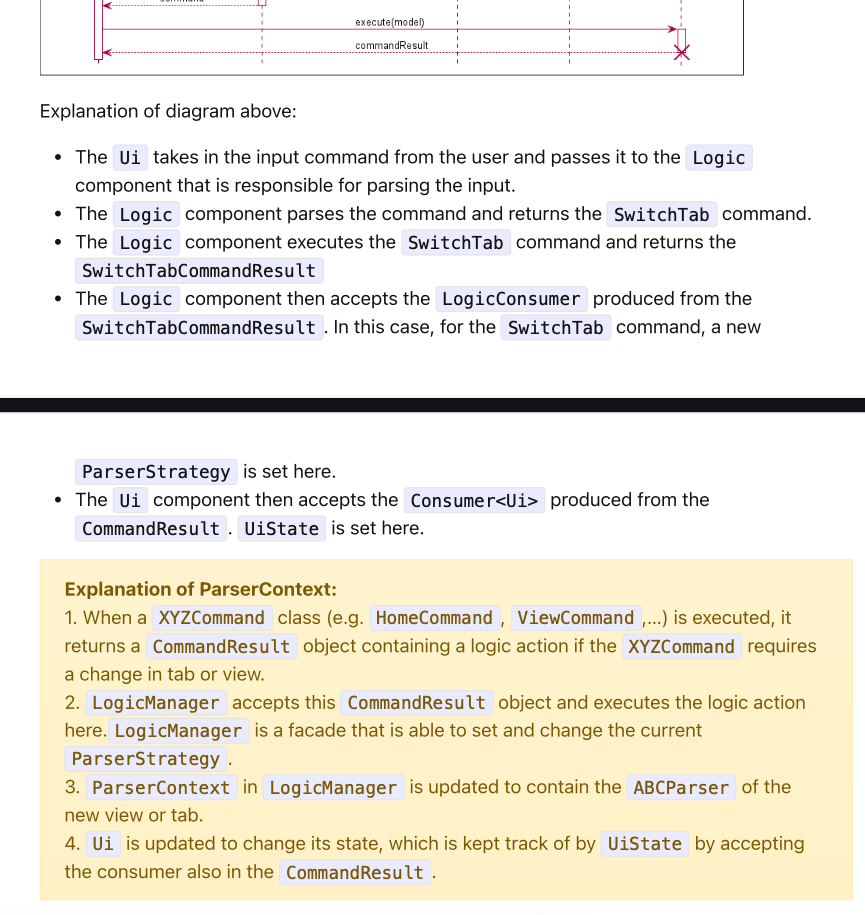 execute(model)
commandResult
Explanation of diagram above:
• The Ui takes in the input command from the user and passes it to the Logic
component that is responsible for parsing the input.
• The Logic component parses the command and returns the SwitchTab command.
• The Logic component executes the SwitchTab command and returns the
SwitchTabCommandResult
• The Logic component then accepts the LogicConsumer produced from the
SwitchTabCommandResult . In this case, for the SwitchTab command, a new
ParserStrategy is set here.
• The Ui component then accepts the Consumer<Ui> produced from the
CommandResult . UiState is set here.
Explanation of ParserContext:
1. When a XYZCommand class (e.g. HomeCommand , ViewCommand ,...) is executed, it
returns a CommandResult object containing a logic action if the XYZCommand requires
a change in tab or view.
2. LogicManager accepts this CommandResult object and executes the logic action
here. LogicManager is a facade that is able to set and change the current
ParserStrategy .
3. ParserContext in LogicManager is updated to contain the ABCParser of the
new view or tab.
4. Ui is updated to change its state, which is kept track of by UiState by accepting
the consumer also in the CommandResult .